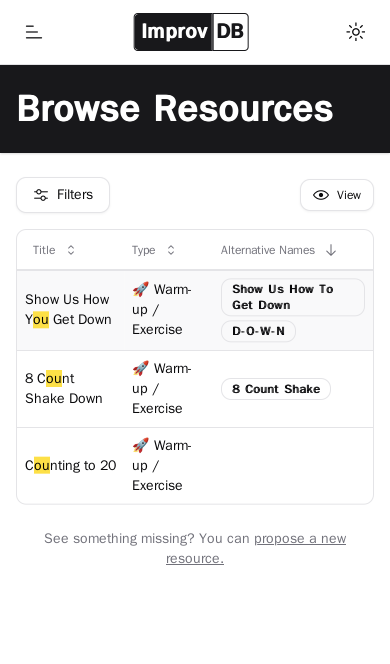 Improv DB
Browse Resources
Filters
View
Title
Type
Alternative Names
Show Us How
You Get Down
🚀 Warm-
up /
Exercise
Show Us How To
Get Down
D-O-W-N
8 Count
Shake Down
🚀 Warm-
up /
Exercise
8 Count Shake
Counting to 20
🚀 Warm-
up /
Exercise
See something missing? You can propose a new
resource.